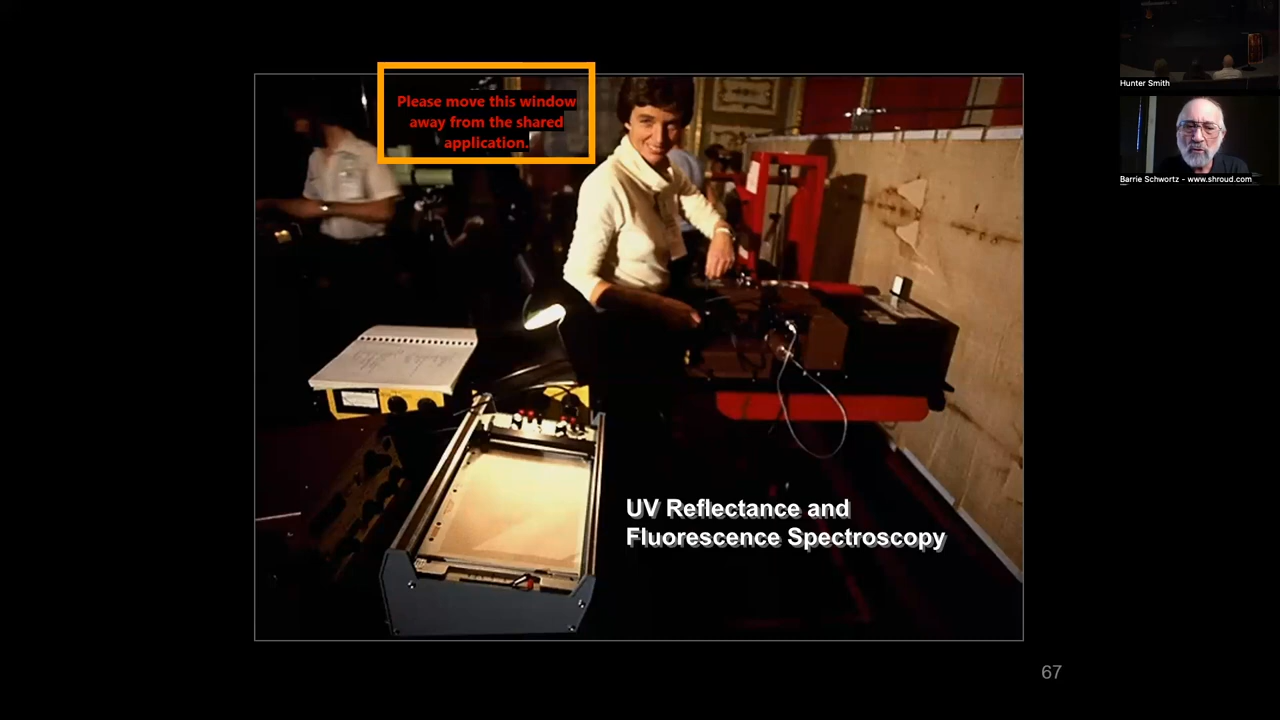 Please move this window
away from the shared
application.
Hunter Smith
Barrie Schwortz - www.shroud.com
UV Reflectance and
Fluorescence Spectroscopy
67